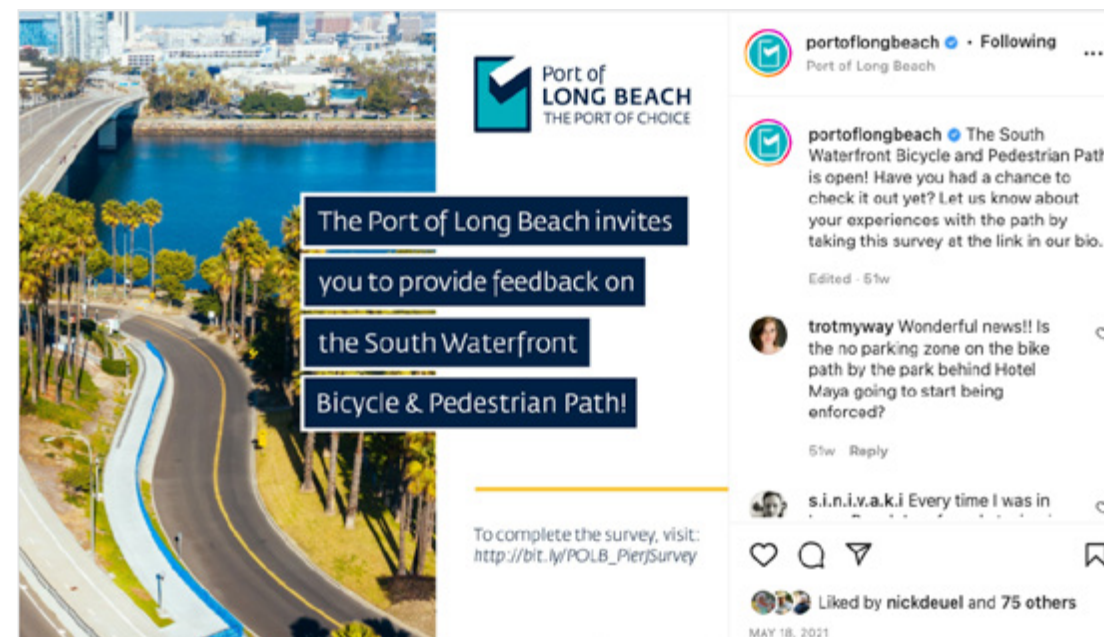 Port of
LONG BEACH
THE PORT OF CHOICE
The Port of Long Beach invites
you to provide feedback on
the South Waterfront
Bicycle & Pedestrian Path!
To complete the survey, visit:
http://bit.ly/POLB_PierJSurvey
portoflongbeach • Following
Port of Long Beach
portoflongbeach The South
Waterfront Bicycle and Pedestrian Path
is open! Have you had a chance to
check it out yet? Let us know about
your experiences with the path by
taking this survey at the link in our bio.
Edited · 51w
trotmyway Wonderful news!! Is
the no parking zone on the bike
path by the park behind Hotel
Maya going to start being
enforced?
51w Reply
s.i.n.i.v.a.k.i Every time I was in
Liked by nickdeuel and 75 others
MAY 18, 2021